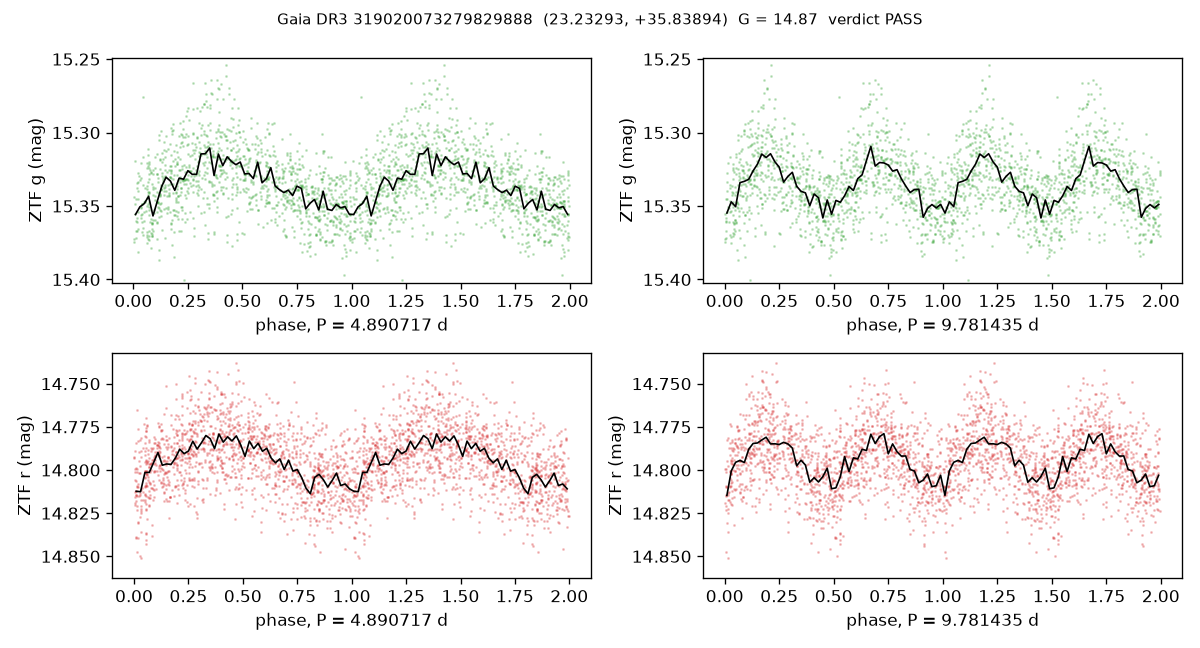 Gaia DR3 319020073279829888 (23.23293, +35.83894) G = 14.87 verdict PASS
15.25
15.30
15.35
15.40
ZTF g (mag)
0.00 0.25 0.50 0.75 1.00 1.25 1.50 1.75 2.00
phase, P = 4.890717 d
15.25
15.30
15.35
15.40
ZTF g (mag)
0.00 0.25 0.50 0.75 1.00 1.25 1.50 1.75 2.00
phase, P = 9.781435 d
14.750
14.775
14.800
14.825
14.850
ZTF r (mag)
0.00 0.25 0.50 0.75 1.00 1.25 1.50 1.75 2.00
phase, P = 4.890717 d
14.750
14.775
14.800
14.825
14.850
ZTF r (mag)
0.00 0.25 0.50 0.75 1.00 1.25 1.50 1.75 2.00
phase, P = 9.781435 d